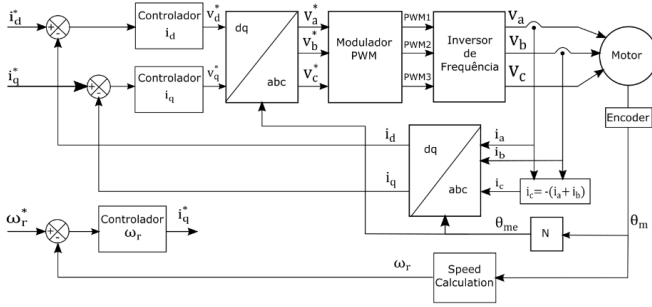 i*d
Controlador
id
v*d
dq
abc
v*a
v*b
v*c
Modulador
PWM
PWM1
PWM2
PWM3
Inversor
de
Frequência
Va
Vb
Vc
Motor
Encoder
i*q
Controlador
iq
v*q
id
iq
dq
abc
ia
ib
ic
ic= -(ia+ ib)
ω*r
Controlador
ωr
i*q
θme
N
θm
ωr
Speed
Calculation